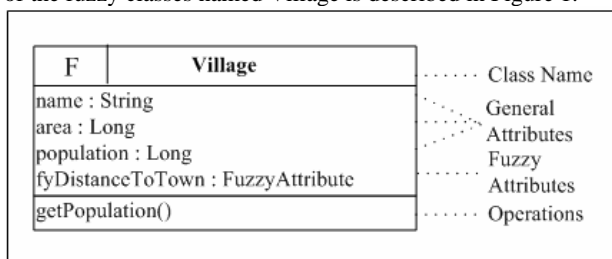 of the fuzzy classes named Village is described in Figure 1.
F Village
Class Name
name : String
General
area : Long
Attributes
population : Long
Fuzzy
fyDistanceToTown : FuzzyAttribute
Attributes
getPopulation()
Operations